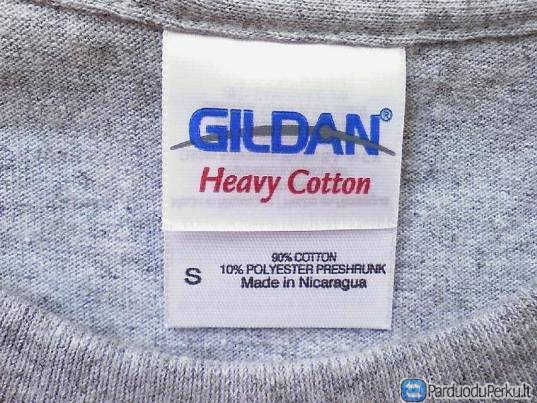 GILDAN®
Heavy Cotton
S
90% COTTON
10% POLYESTER PRESHRUNK
Made in Nicaragua
ParduoduPerku.lt